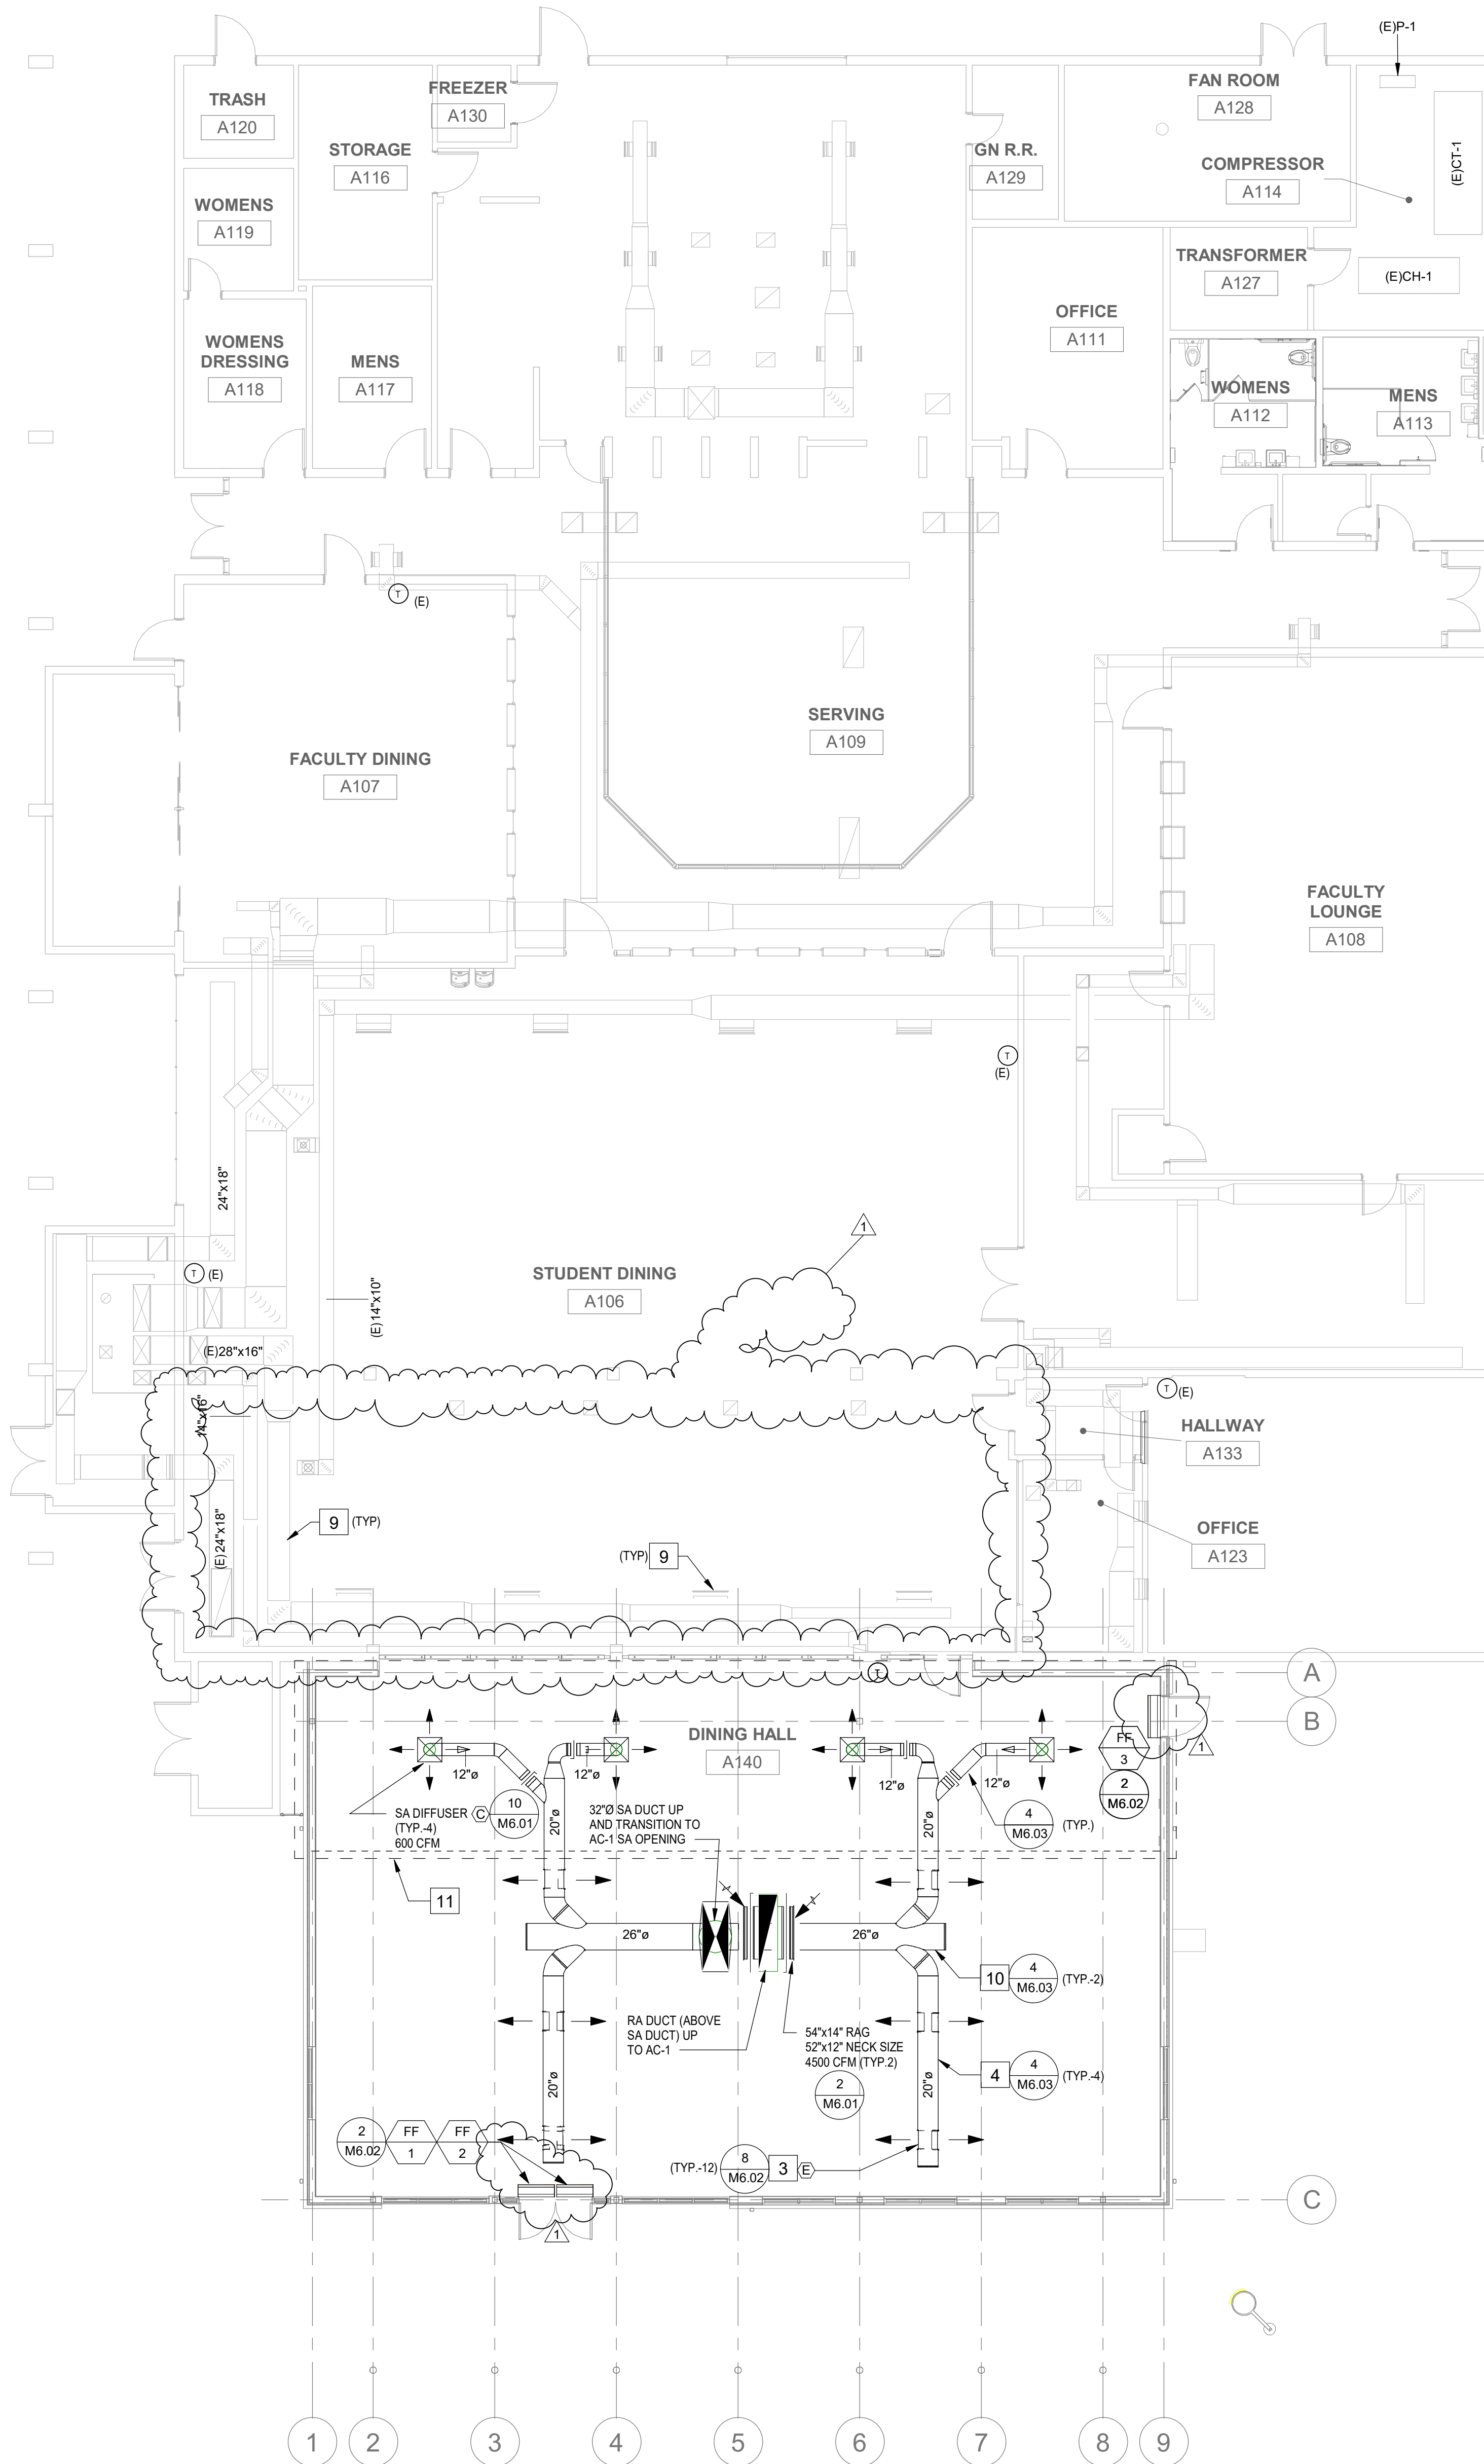 (E)P-1
TRASH
A120
FREEZER
A130
FAN ROOM
A128
STORAGE
A116
GN R.R.
A129
COMPRESSOR
A114
(E)CT-1
WOMENS
A119
TRANSFORMER
A127
(E)CH-1
OFFICE
A111
WOMENS
DRESSING
A118
MENS
A117
WOMENS
A112
MENS
A113
T
(E)
SERVING
A109
FACULTY DINING
A107
FACULTY
LOUNGE
A108
T
(E)
24"x18"
1
T
(E)
STUDENT DINING
A106
(E)14"x10"
(E)28"x16"
T
(E)
14"x16"
HALLWAY
A133
9
(TYP)
(E)24"x18"
OFFICE
A123
(TYP)
9
T
A
B
C
DINING HALL
A140
FF
3
1
2
M6.02
12"ø
12"ø
12"ø
12"ø
SA DIFFUSER
(TYP.-4)
600 CFM
C
10
M6.01
32"Ø SA DUCT UP
AND TRANSITION TO
AC-1 SA OPENING
20"ø
20"ø
4
M6.03
(TYP.)
11
26"ø
26"ø
10
4
M6.03
(TYP.-2)
RA DUCT (ABOVE
SA DUCT) UP
TO AC-1
54"x14" RAG
52"x12" NECK SIZE
4500 CFM (TYP.2)
2
M6.01
4
4
M6.03
(TYP.-4)
20"ø
20"ø
2
M6.02
FF
1
FF
2
(TYP.-12)
8
M6.02
3
E
1
1
2
3
4
5
6
7
8
9